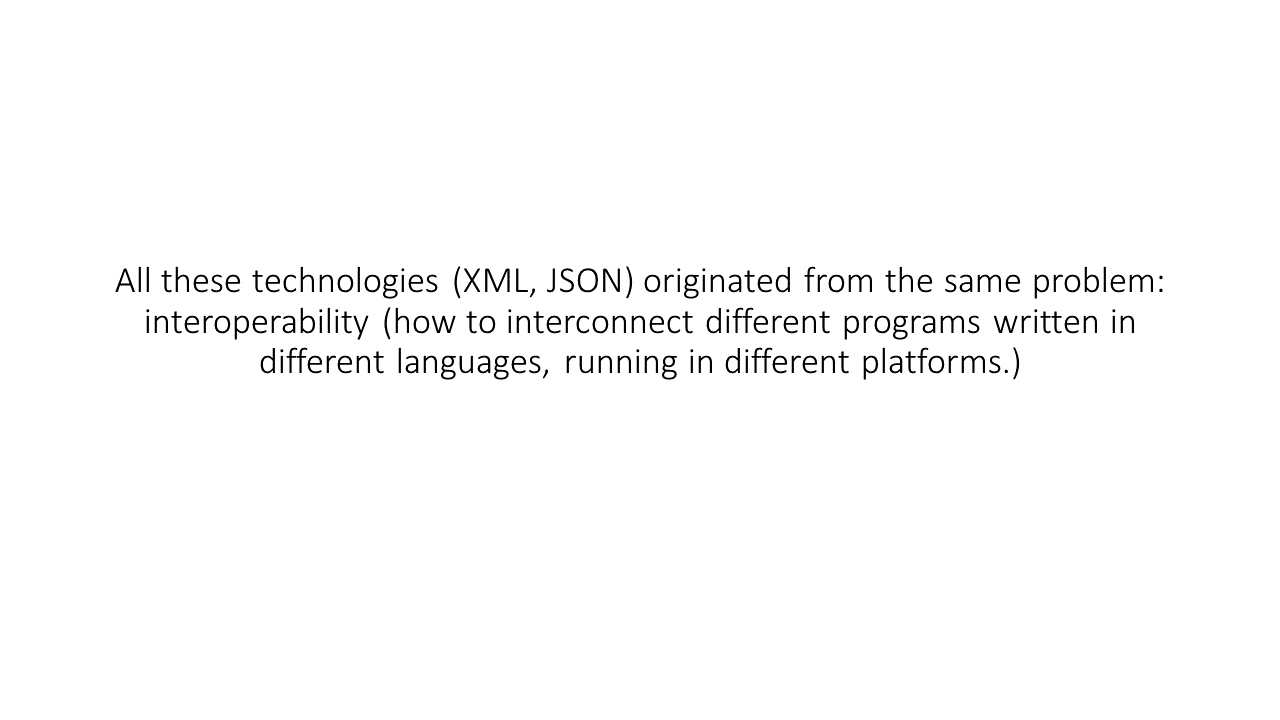 All these technologies (XML, JSON) originated from the same problem:
interoperability (how to interconnect different programs written in
different languages, running in different platforms.)